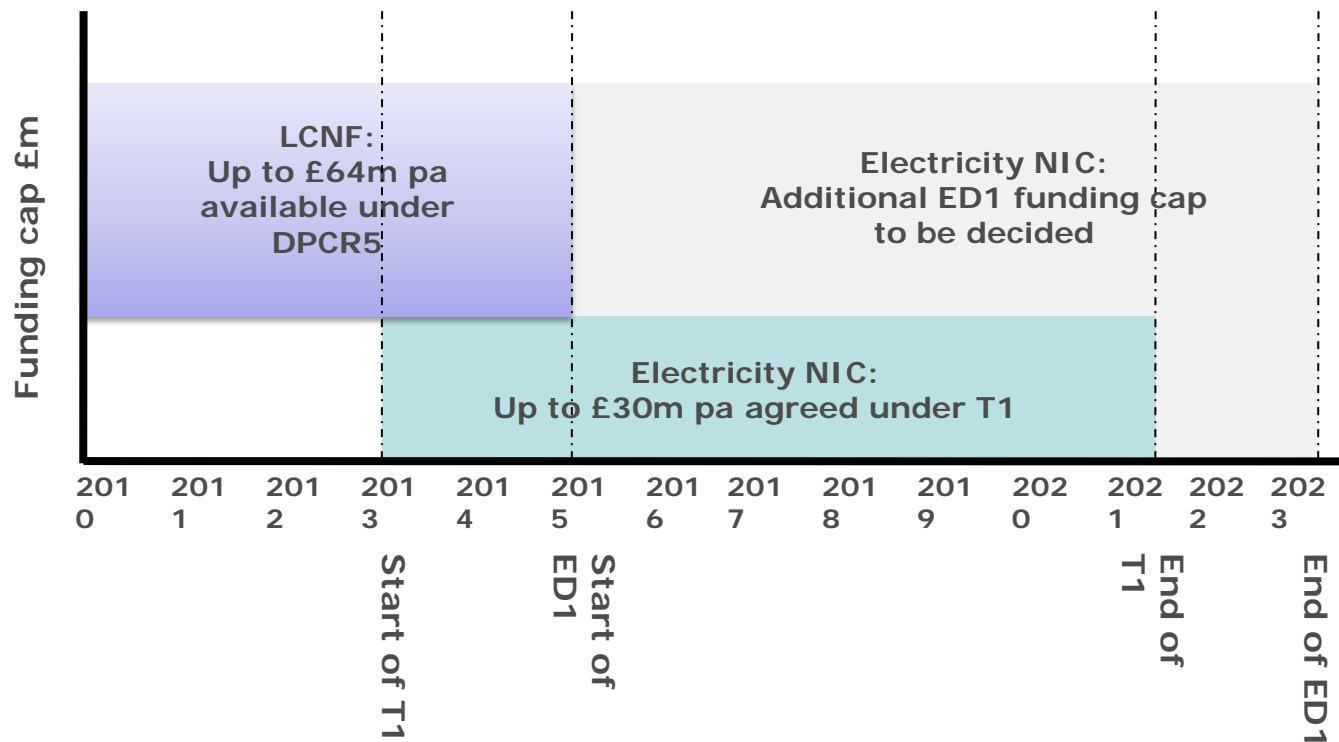 Funding cap £m
LCNF:
Up to £64m pa
available under
DPCR5
Electricity NIC:
Additional ED1 funding cap
to be decided
Electricity NIC:
Up to £30m pa agreed under T1
201 201 201 201 201 201 201 201 201 201 202 202 202 202
0 1 2 3 4 5 6 7 8 9 0 1 2 3
Start of T1
Start of
ED1
End of
T1
End of ED1